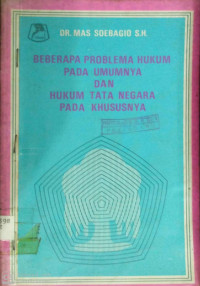 DR. MAS SOEBAGIO S.H.
BEBERAPA PROBLEMA HUKUM
PADA UMUMNYA
DAN
HUKUM TATA NEGARA
PADA KHUSUSNYA